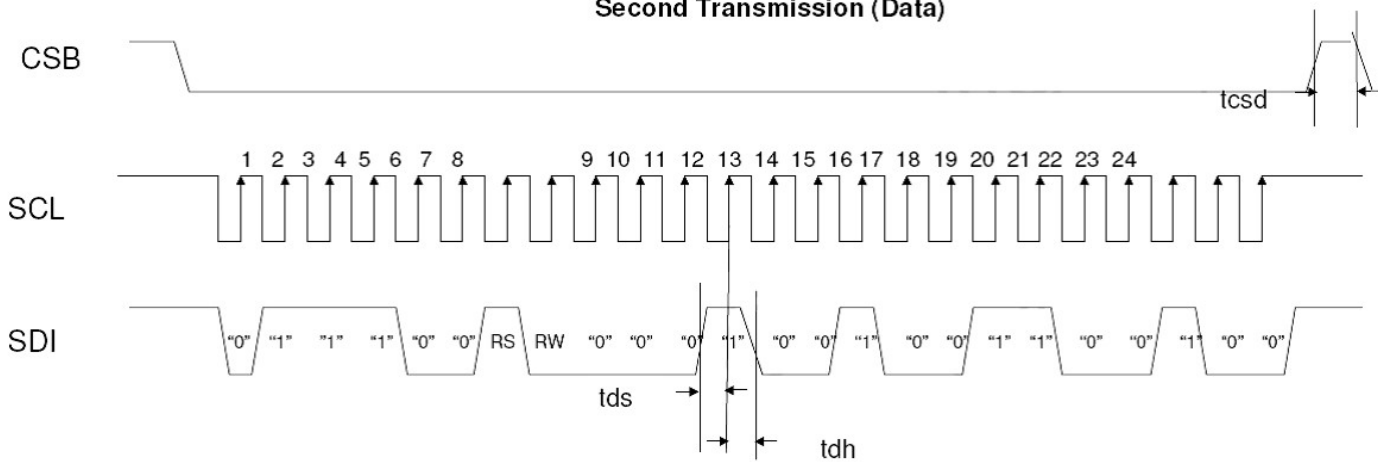 Second Transmission (Data)
CSB
tcsd
1 2 3 4 5 6 7 8 9 10 11 12 13 14 15 16 17 18 19 20 21 22 23 24
SCL
SDI "0" "1" "1" "1" "0" "0" RS RW "0" "0" "0" "1" "0" "0" "1" "0" "0" "1" "1" "0" "0" "1" "0" "0"
tds
tdh